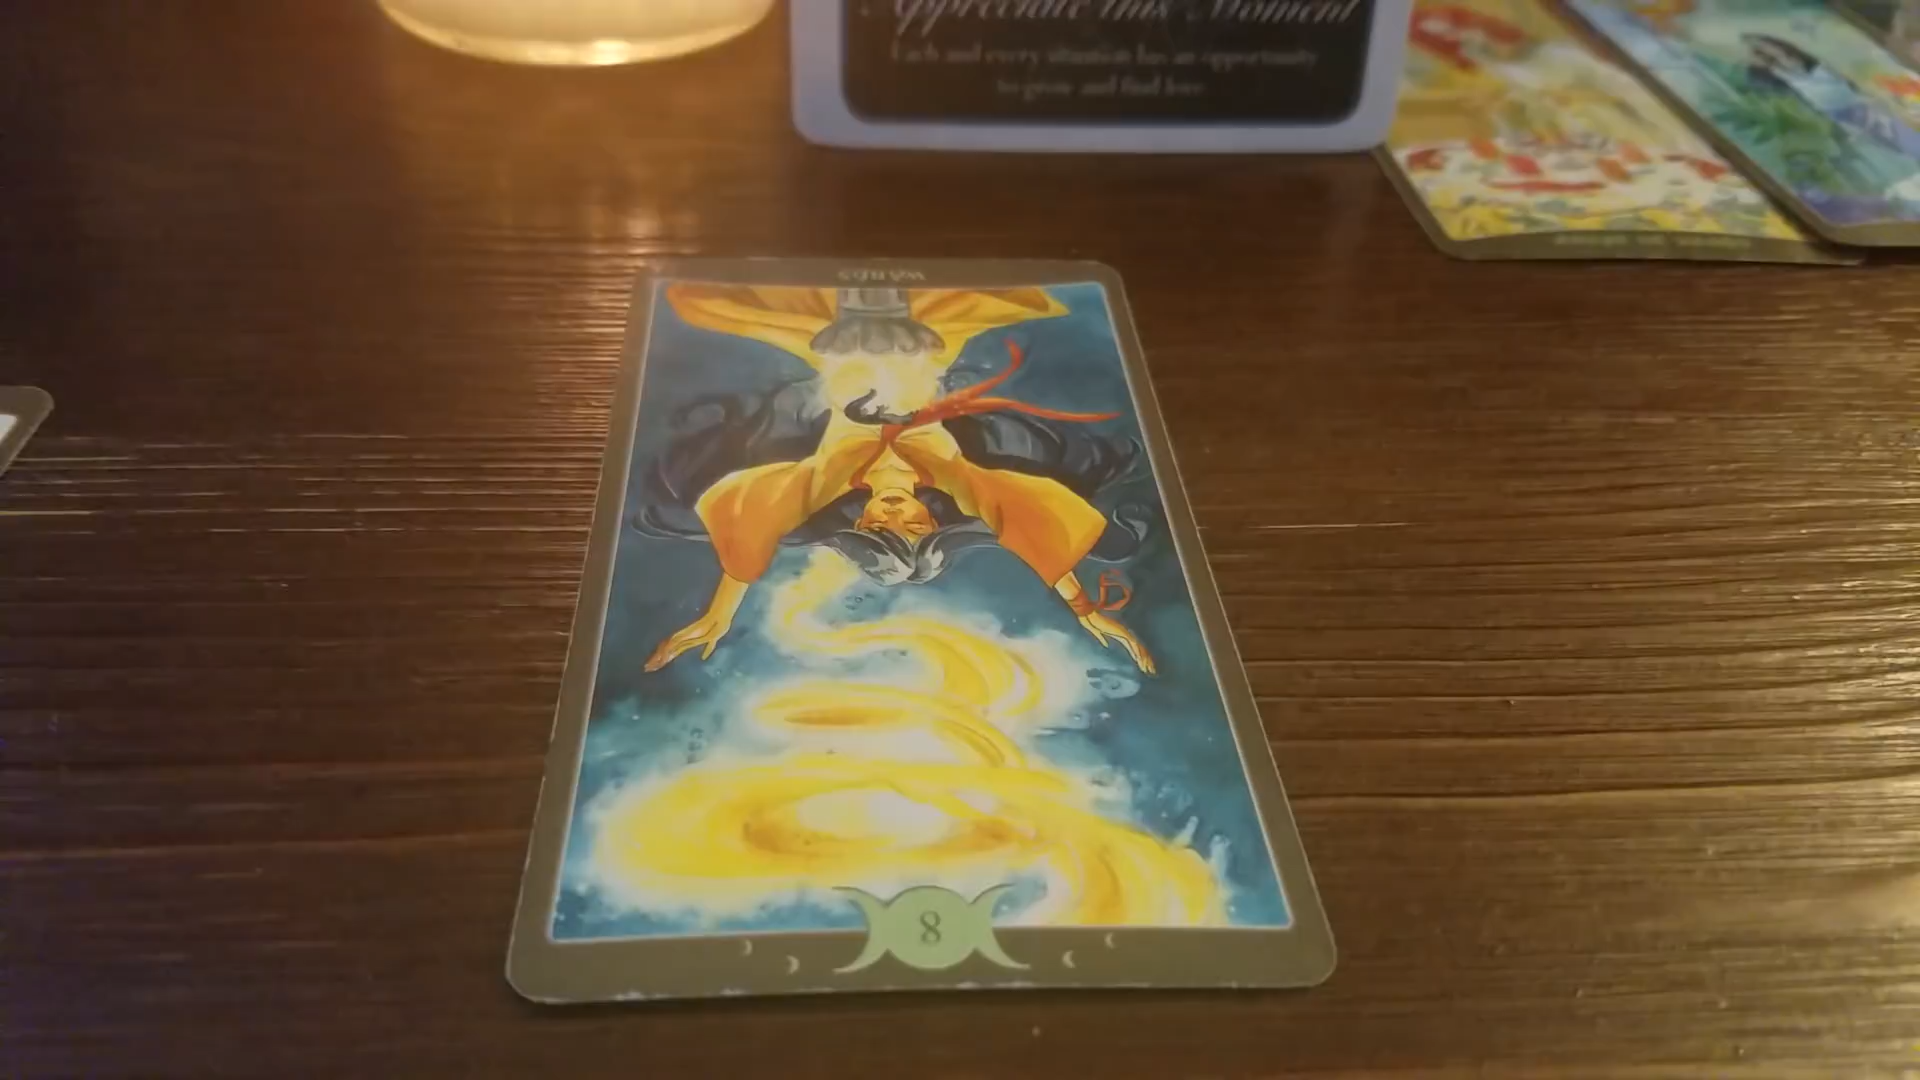 Appreciate this Moment
Each and every situation has an opportunity
to grow and find love
WANDS
8